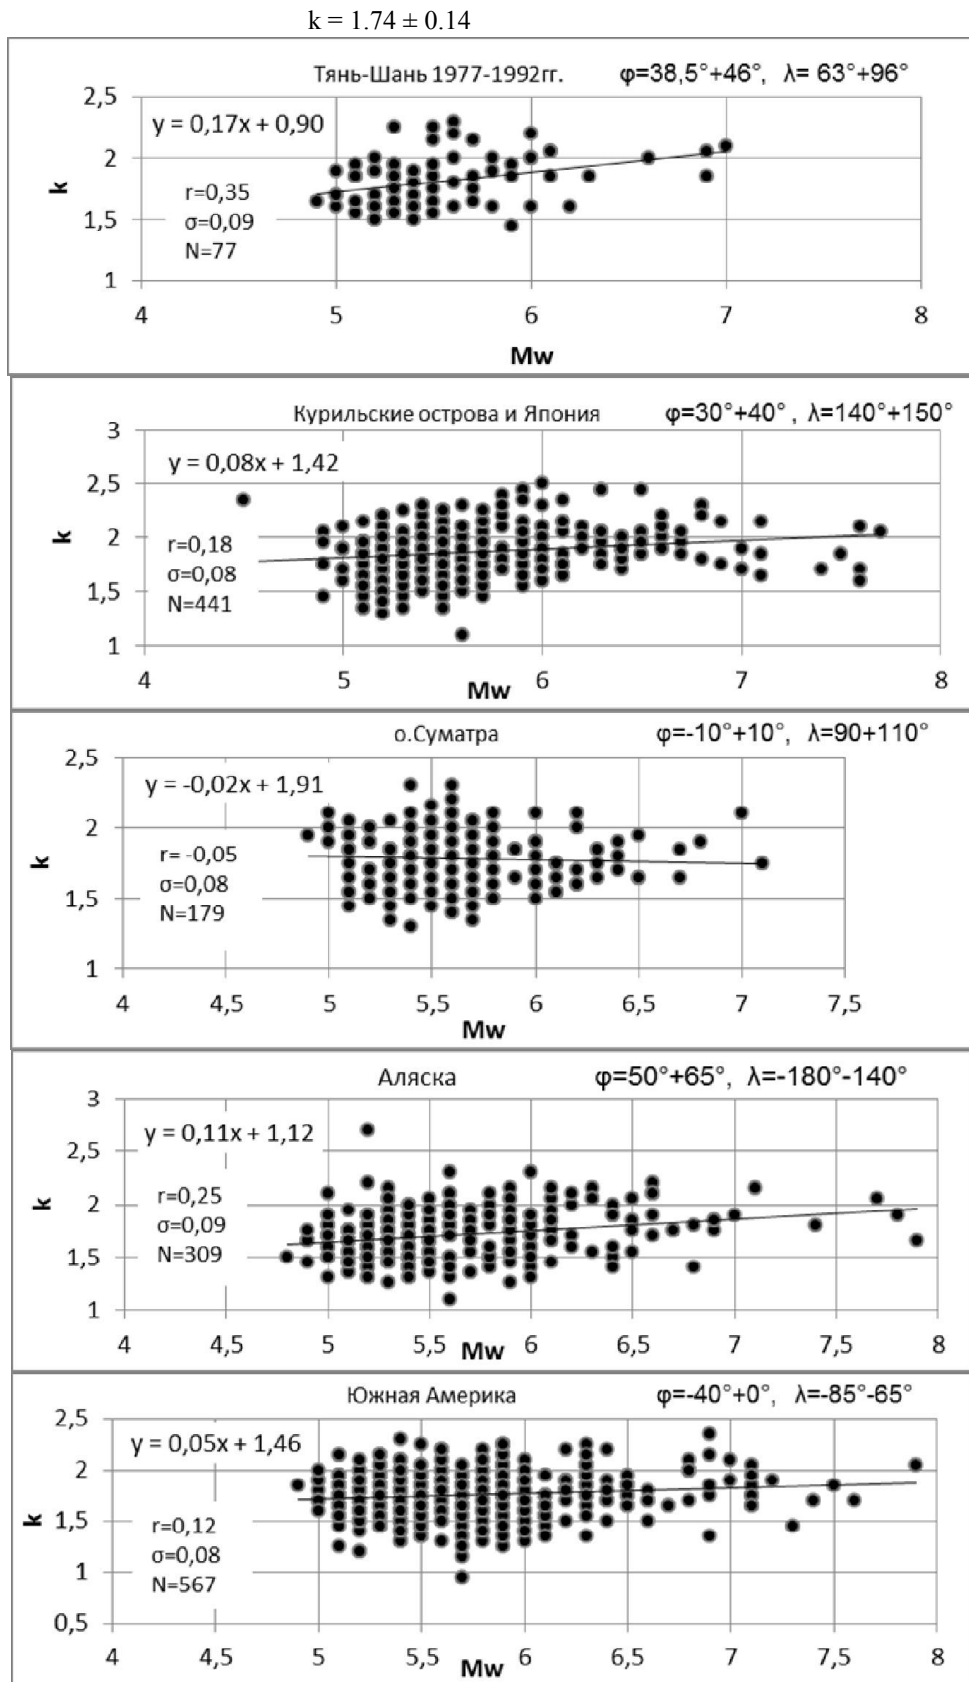 k = 1.74 ± 0.14
Тянь-Шань 1977-1992гг. φ=38,5°+46°, λ= 63°+96°
2,5
y = 0,17x + 0,90
2
k
r=0,35
1,5
σ=0,09
N=77
1
4 5 6 7 8
Mw
Курильские острова и Япония φ=30°+40° , λ=140°+150°
3
y = 0,08x + 1,42
2,5
k
2
r=0,18
σ=0,08
1,5
N=441
1
4 5 6 7 8
Mw
о.Суматра φ=-10°+10°, λ=90+110°
2,5
y = -0,02x + 1,91
2
k
r= -0,05
σ=0,08
1,5
N=179
1
4 4,5 5 5,5 6 6,5 7 7,5
Mw
Аляска φ=50°+65°, λ=-180°-140°
3
y = 0,11x + 1,12
2,5
k
2
r=0,25
σ=0,09
1,5
N=309
1
4 4,5 5 5,5 Mw 6 6,5 7 7,5 8
Южная Америка φ=-40°+0°, λ=-85°-65°
2,5
y = 0,05x + 1,46
2
k
1,5
r=0,12
σ=0,08
1
N=567
0,5
4 4,5 5 5,5 Mw 6 6,5 7 7,5 8